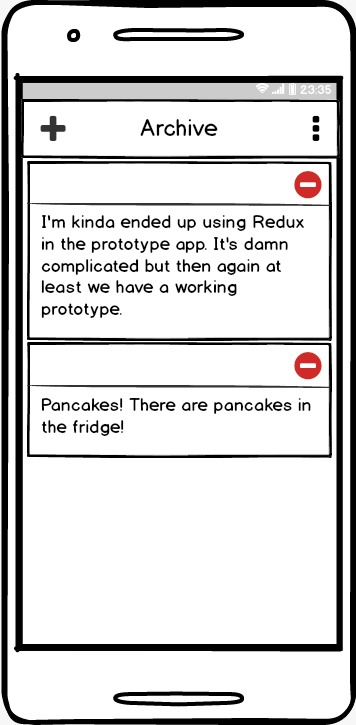 23:35
Archive
I'm kinda ended up using Redux
in the prototype app. It's damn
complicated but then again at
least we have a working
prototype.
Pancakes! There are pancakes in
the fridge!